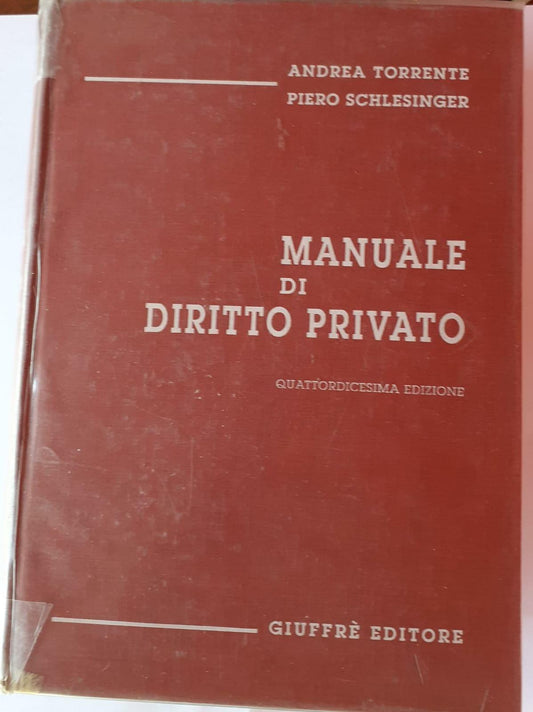 ANDREA TORRENTE
PIERO SCHLESINGER
MANUALE
DI
DIRITTO PRIVATO
QUATTORDICESIMA EDIZIONE
GIUFFRÈ EDITORE